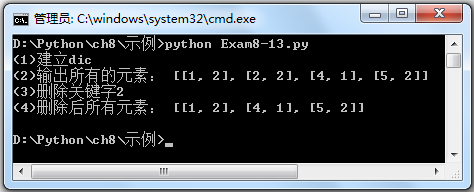 管理员: C:\windows\system32\cmd.exe
D:\Python\ch8\示例>python Exam8-13.py
(1)建立dic
(2)输出所有的元素: [[1, 2], [2, 2], [4, 1], [5, 2]]
(3)删除关键字2
(4)删除后所有元素: [[1, 2], [4, 1], [5, 2]]
D:\Python\ch8\示例>